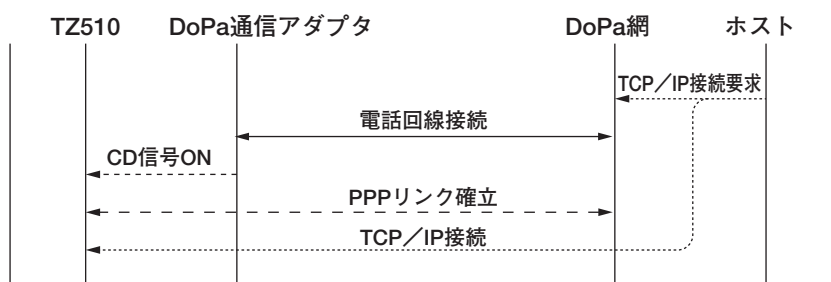 TZ510 DoPa通信アダプタ DoPa網 ホスト
TCP／IP接続要求
電話回線接続
CD信号ON
PPPリンク確立
TCP／IP接続